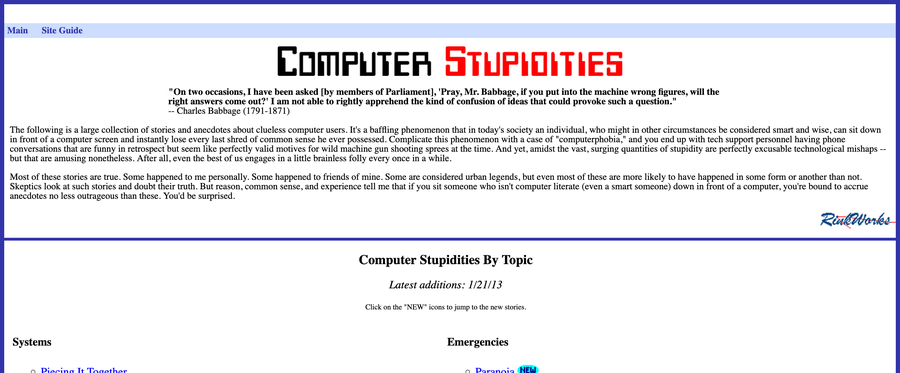 Main Site Guide
COMPUTER STUPIDITIES
"On two occasions, I have been asked [by members of Parliament], 'Pray, Mr. Babbage, if you put into the machine wrong figures, will the
right answers come out?' I am not able to rightly apprehend the kind of confusion of ideas that could provoke such a question."
-- Charles Babbage (1791-1871)
The following is a large collection of stories and anecdotes about clueless computer users. It's a baffling phenomenon that in today's society an individual, who might in other circumstances be considered smart and wise, can sit down
in front of a computer screen and instantly lose every last shred of common sense he ever possessed. Complicate this phenomenon with a case of "computerphobia," and you end up with tech support personnel having phone
conversations that are funny in retrospect but seem like perfectly valid motives for wild machine gun shooting sprees at the time. And yet, amidst the vast, surging quantities of stupidity are perfectly excusable technological mishaps --
but that are amusing nonetheless. After all, even the best of us engages in a little brainless folly every once in a while.
Most of these stories are true. Some happened to me personally. Some happened to friends of mine. Some are considered urban legends, but even most of these are more likely to have happened in some form or another than not.
Skeptics look at such stories and doubt their truth. But reason, common sense, and experience tell me that if you sit someone who isn't computer literate (even a smart someone) down in front of a computer, you're bound to accrue
anecdotes no less outrageous than these. You'd be surprised.
RinkWorks
Computer Stupidities By Topic
Latest additions: 1/21/13
Click on the "NEW" icons to jump to the new stories.
Systems
Emergencies
Piecing It Together
Paranoia NEW